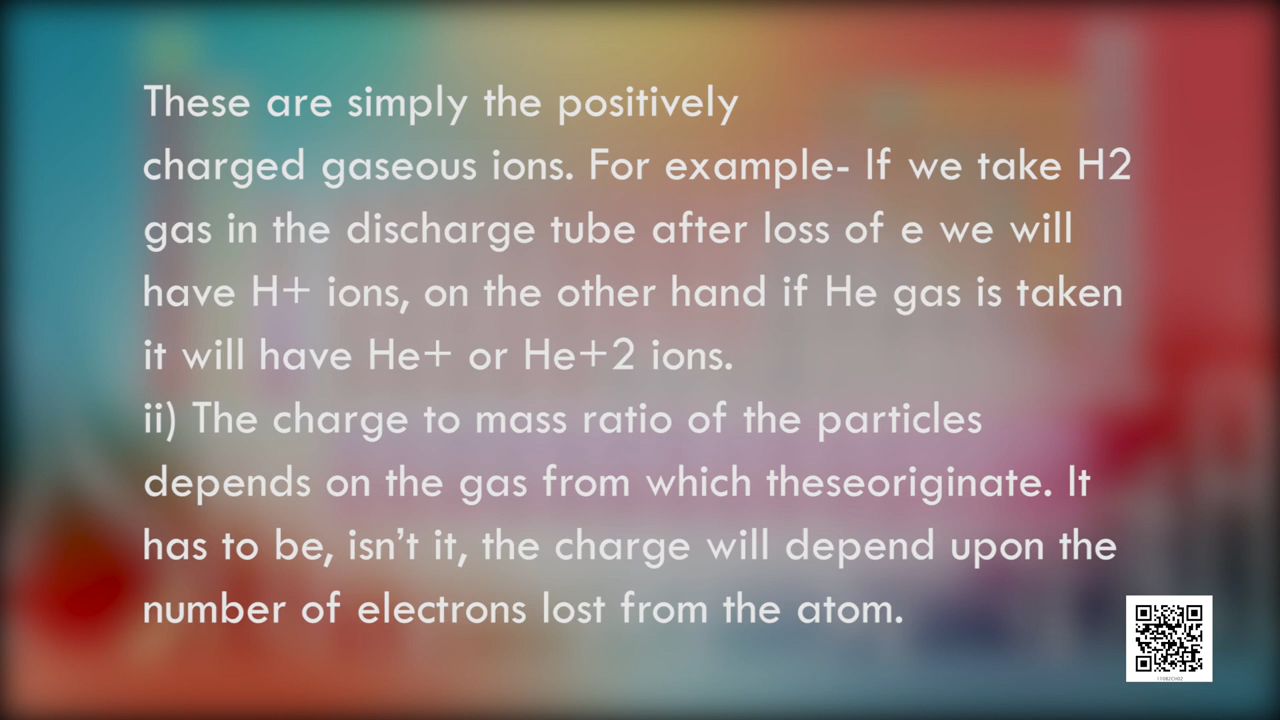 These are simply the positively
charged gaseous ions. For example- If we take H2
gas in the discharge tube after loss of e we will
have H+ ions, on the other hand if He gas is taken
it will have He+ or He+2 ions.
ii) The charge to mass ratio of the particles
depends on the gas from which theseoriginate. It
has to be, isn’t it, the charge will depend upon the
number of electrons lost from the atom.